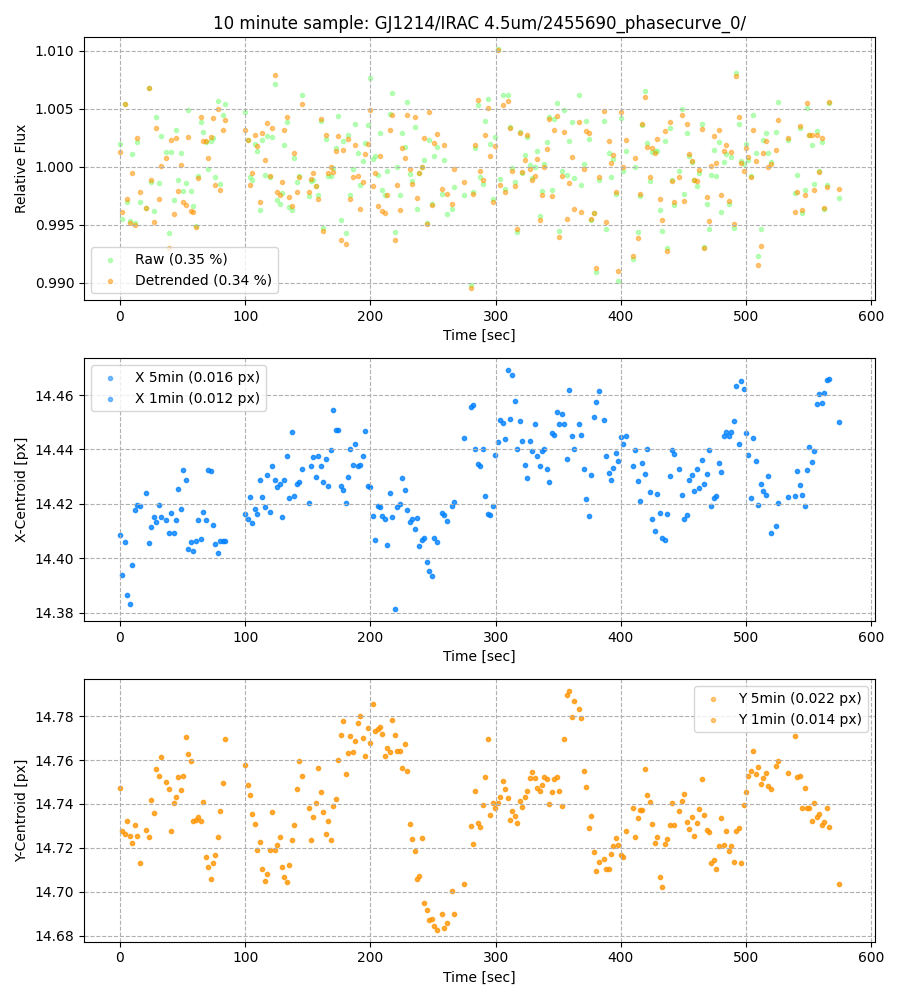 10 minute sample: GJ1214/IRAC 4.5um/2455690_phasecurve_0/
1.010
1.005
1.000
0.995
0.990
Relative Flux
Raw (0.35 %)
Detrended (0.34 %)
0 100 200 300 400 500 600
Time [sec]
14.46
14.44
14.42
14.40
14.38
X-Centroid [px]
X 5min (0.016 px)
X 1min (0.012 px)
0 100 200 300 400 500 600
Time [sec]
14.78
14.76
14.74
14.72
14.70
14.68
Y-Centroid [px]
Y 5min (0.022 px)
Y 1min (0.014 px)
0 100 200 300 400 500 600
Time [sec]